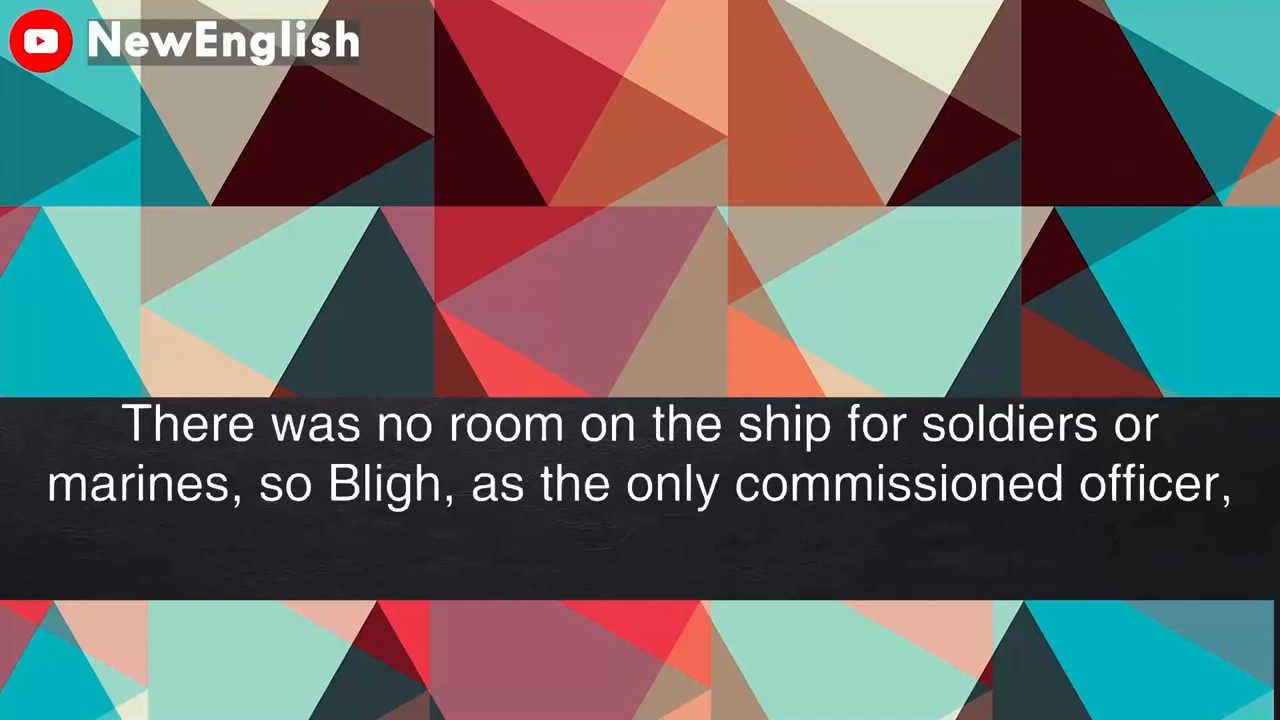 NewEnglish
There was no room on the ship for soldiers or
marines, so Bligh, as the only commissioned officer,